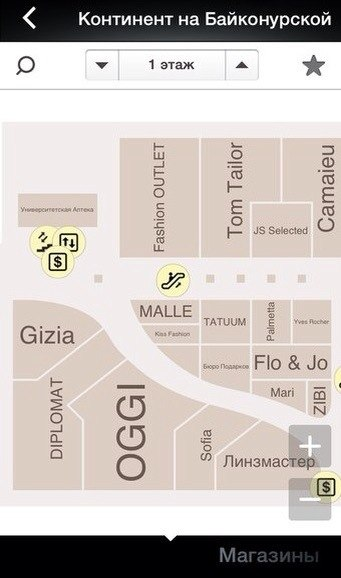 Континент на Байконурской
1 этаж
Fashion OUTLET
Tom Tailor
Camaieu
JS Selected
Университетская Аптека
$
MALLE
Kiss Fashion
TATUUM
Palmetta
Yves Rocher
Gizia
Бюро Подарков
Flo & Jo
DIPLOMAT
OGGI
Mari
ZIBI
Sofia
Линзмастер
+
$
−
Магазины